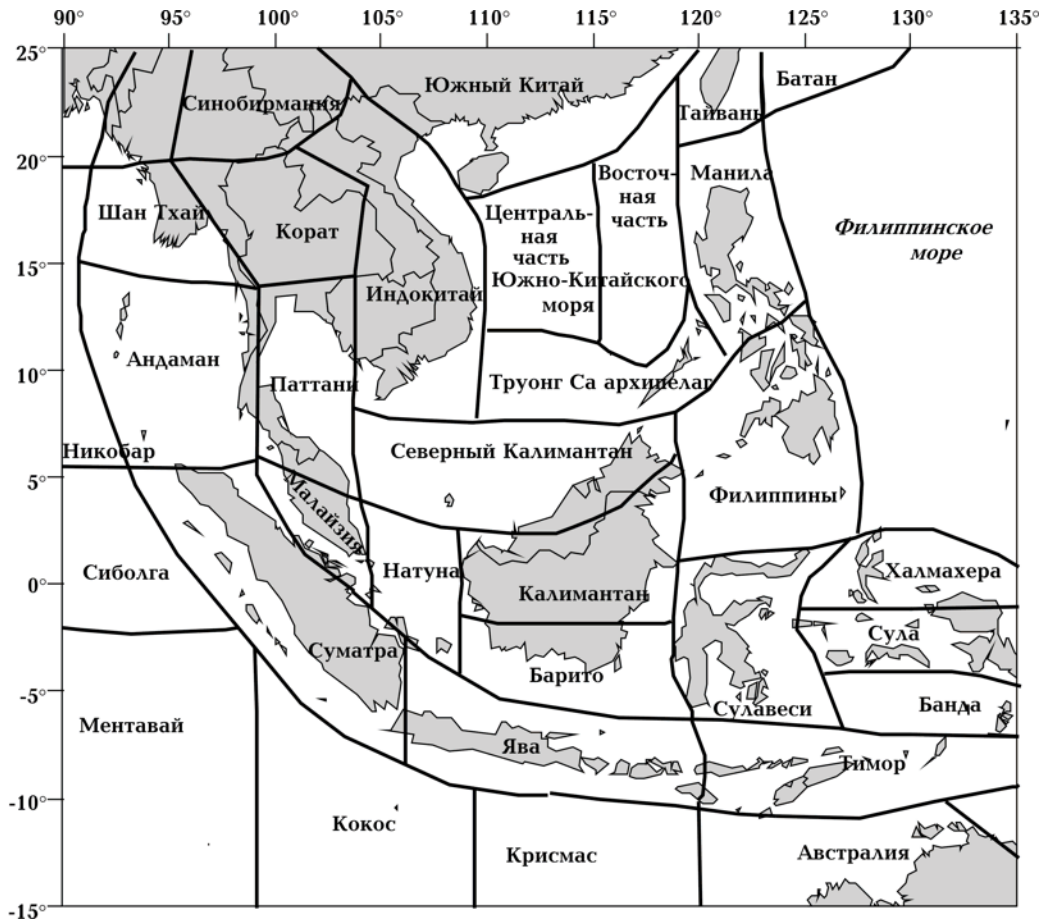 90° 95° 100° 105° 110° 115° 120° 125° 130° 135°
25°
Южный Китай
Батан
Синобирмания
Тайвань
20°
Восточ-
ная
часть
Манила
Шан Тхай
Корат
Централь-
ная
часть
Южно-Китайского
моря
Филиппинское
море
15°
Индокитай
Андаман
10°
Паттани
Труонг Са архипелаг
Никобар
Северный Калимантан
5°
Малайзия
Филиппины
Сиболга
Натуна
Халмахера
0°
Калимантан
Сула
Суматра
Барито
-5°
Ментавай
Сулавеси
Банда
Ява
Тимор
-10°
Кокос
Крисмас
Австралия
-15°